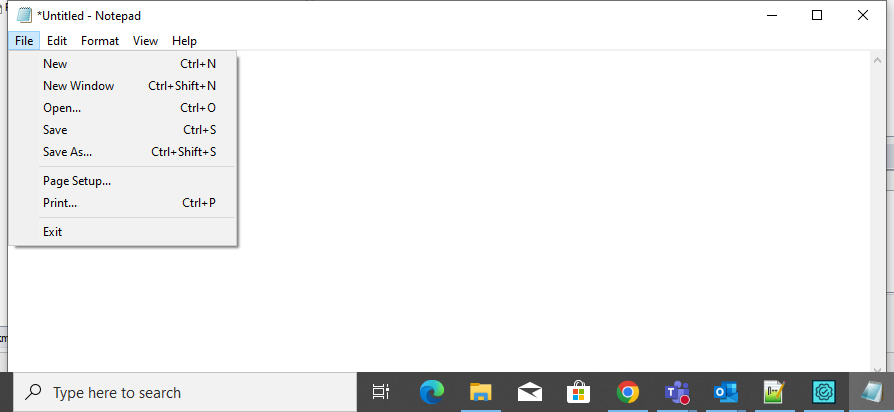 *Untitled - Notepad
File Edit Format View Help
New Ctrl+N
New Window Ctrl+Shift+N
Open... Ctrl+O
Save Ctrl+S
Save As... Ctrl+Shift+S
Page Setup...
Print... Ctrl+P
Exit
Type here to search